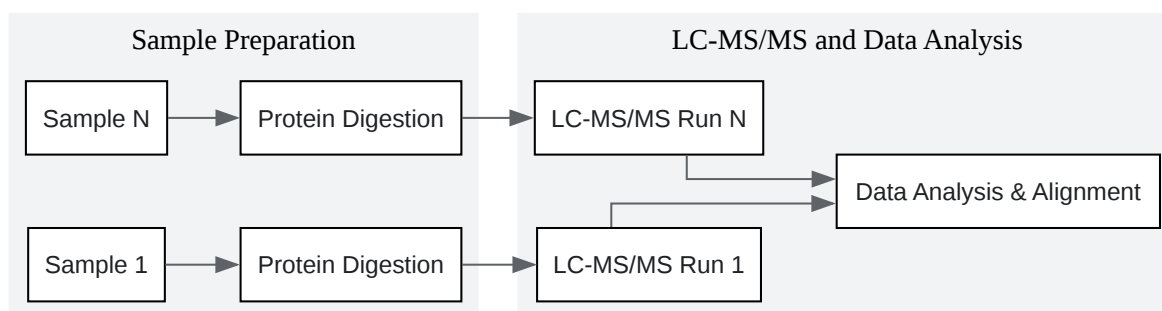 Sample Preparation
LC-MS/MS and Data Analysis
Sample N
Protein Digestion
LC-MS/MS Run N
Data Analysis & Alignment
Sample 1
Protein Digestion
LC-MS/MS Run 1